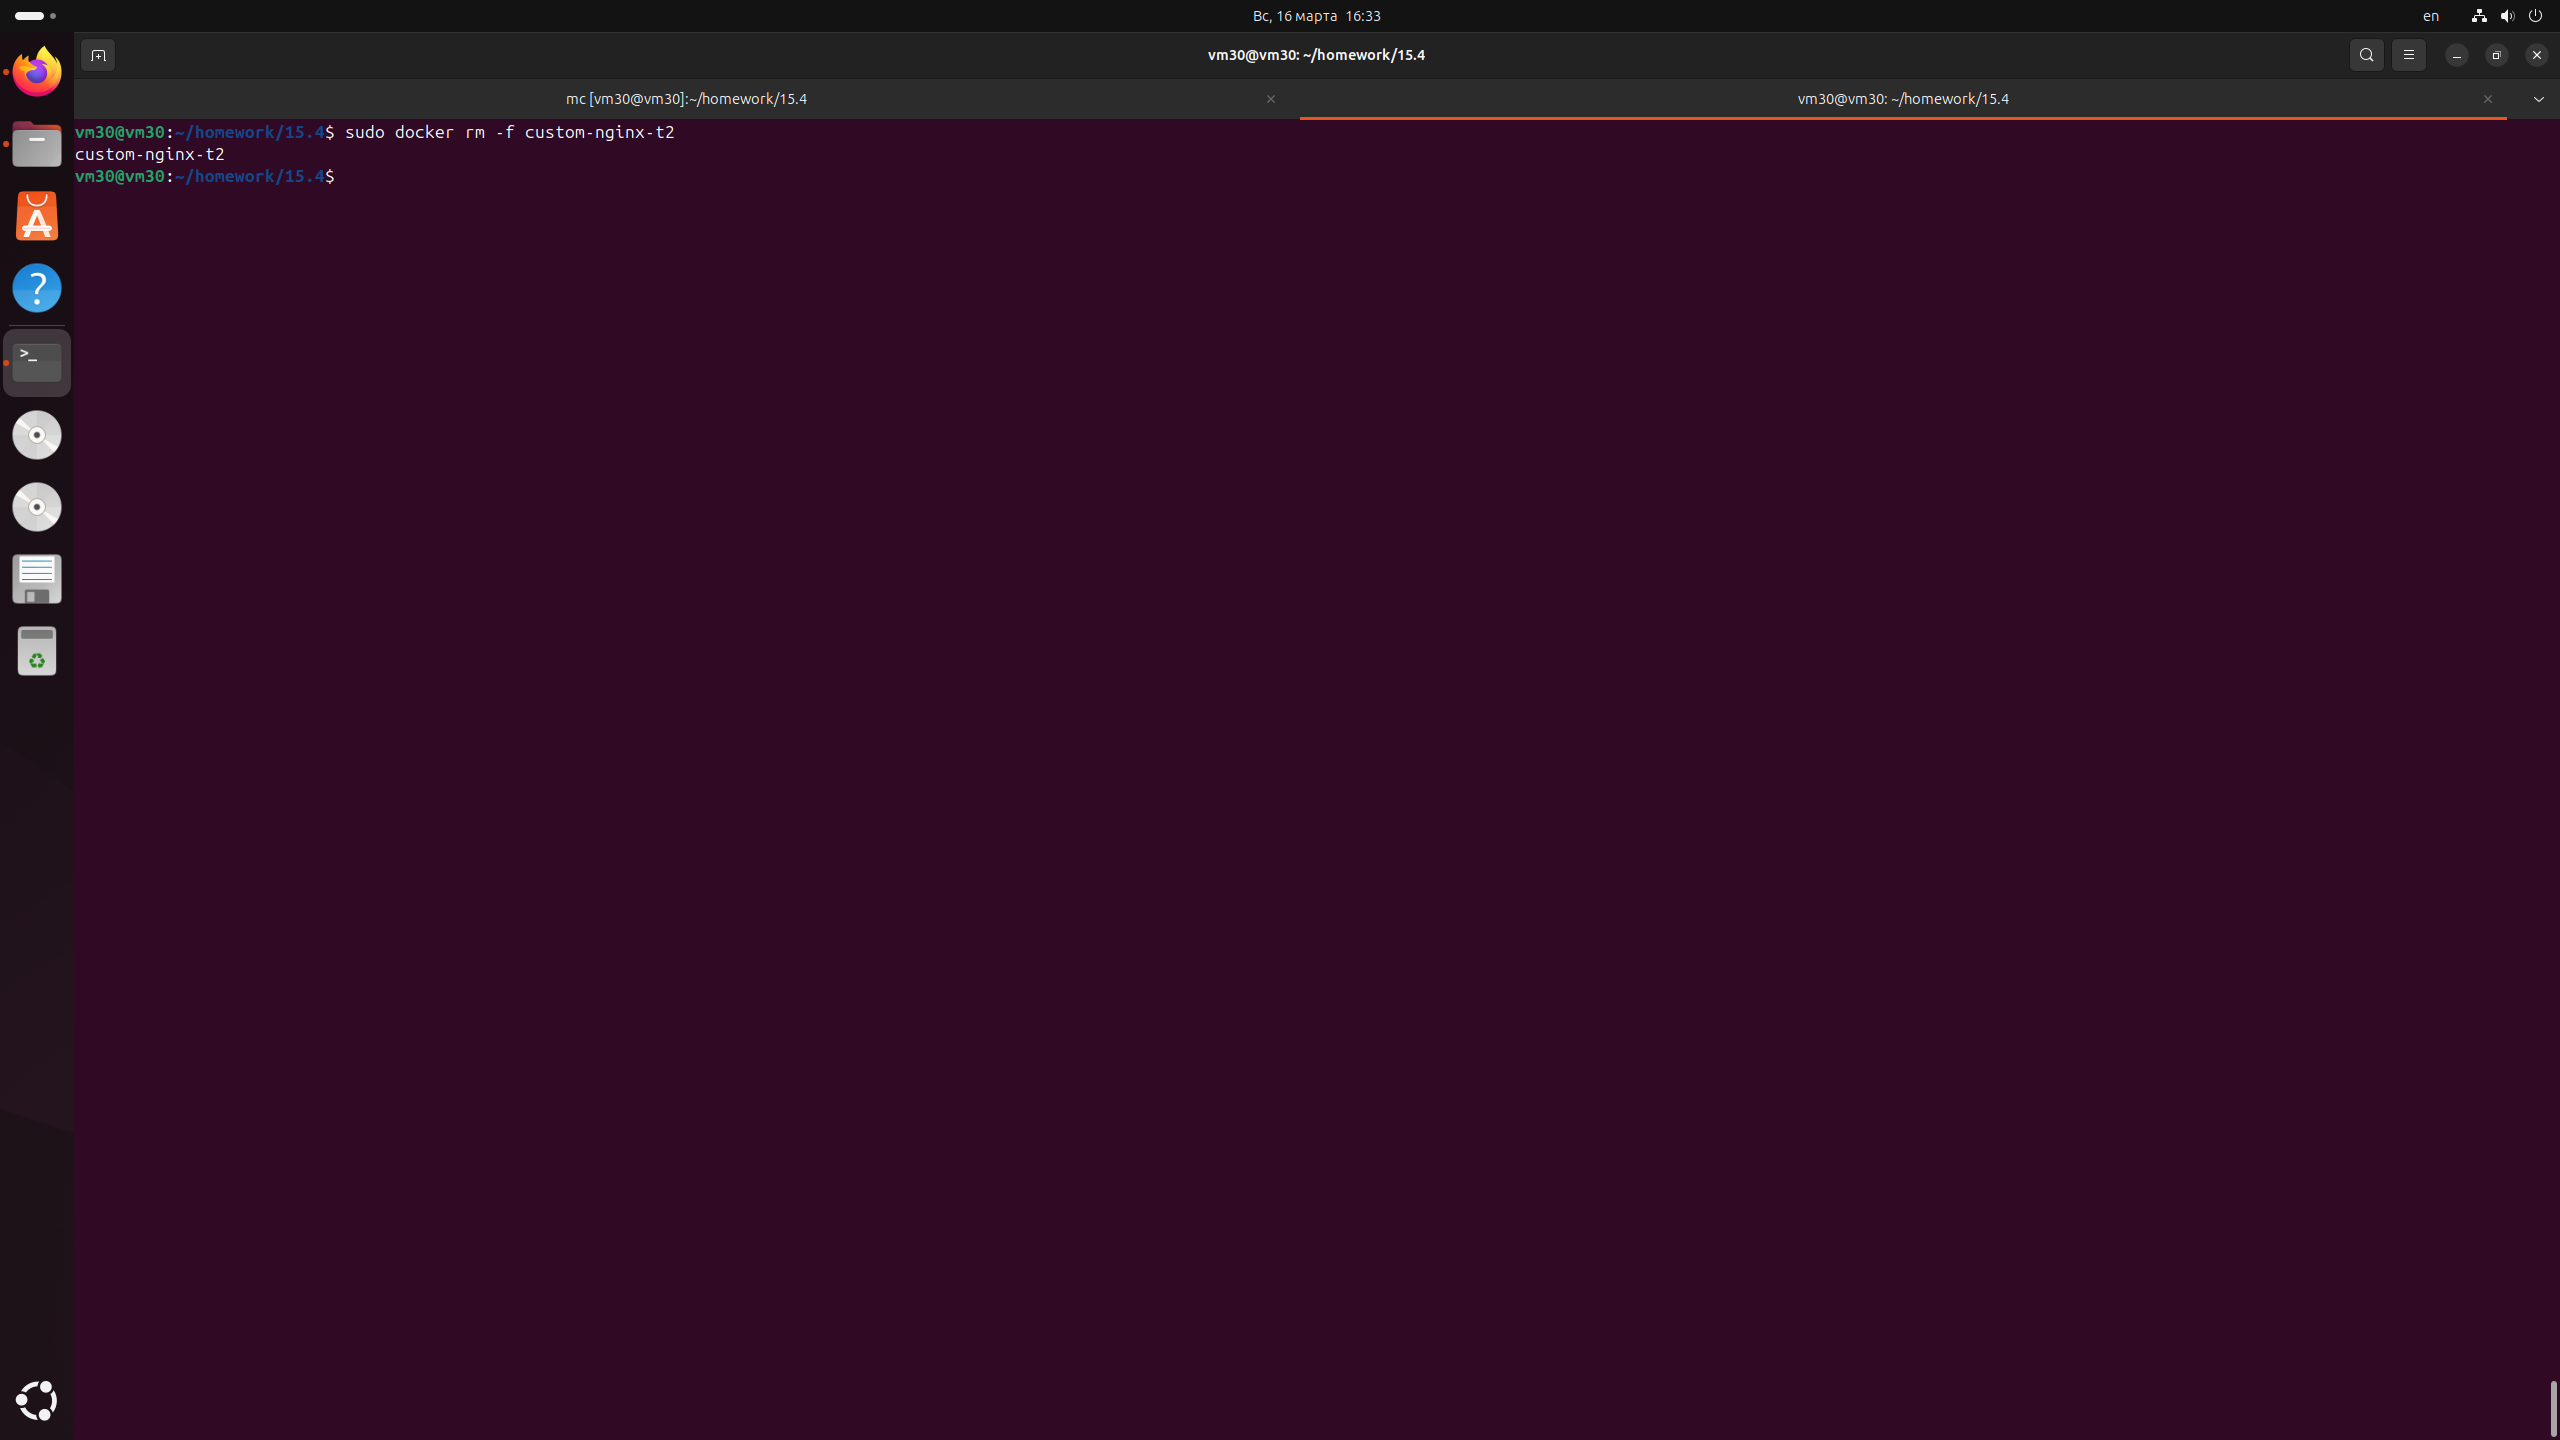 Вс, 16 марта 16:33
en
vm30@vm30: ~/homework/15.4
mc [vm30@vm30]:~/homework/15.4
vm30@vm30: ~/homework/15.4
vm30@vm30:~/homework/15.4$ sudo docker rm -f custom-nginx-t2
custom-nginx-t2
vm30@vm30:~/homework/15.4$